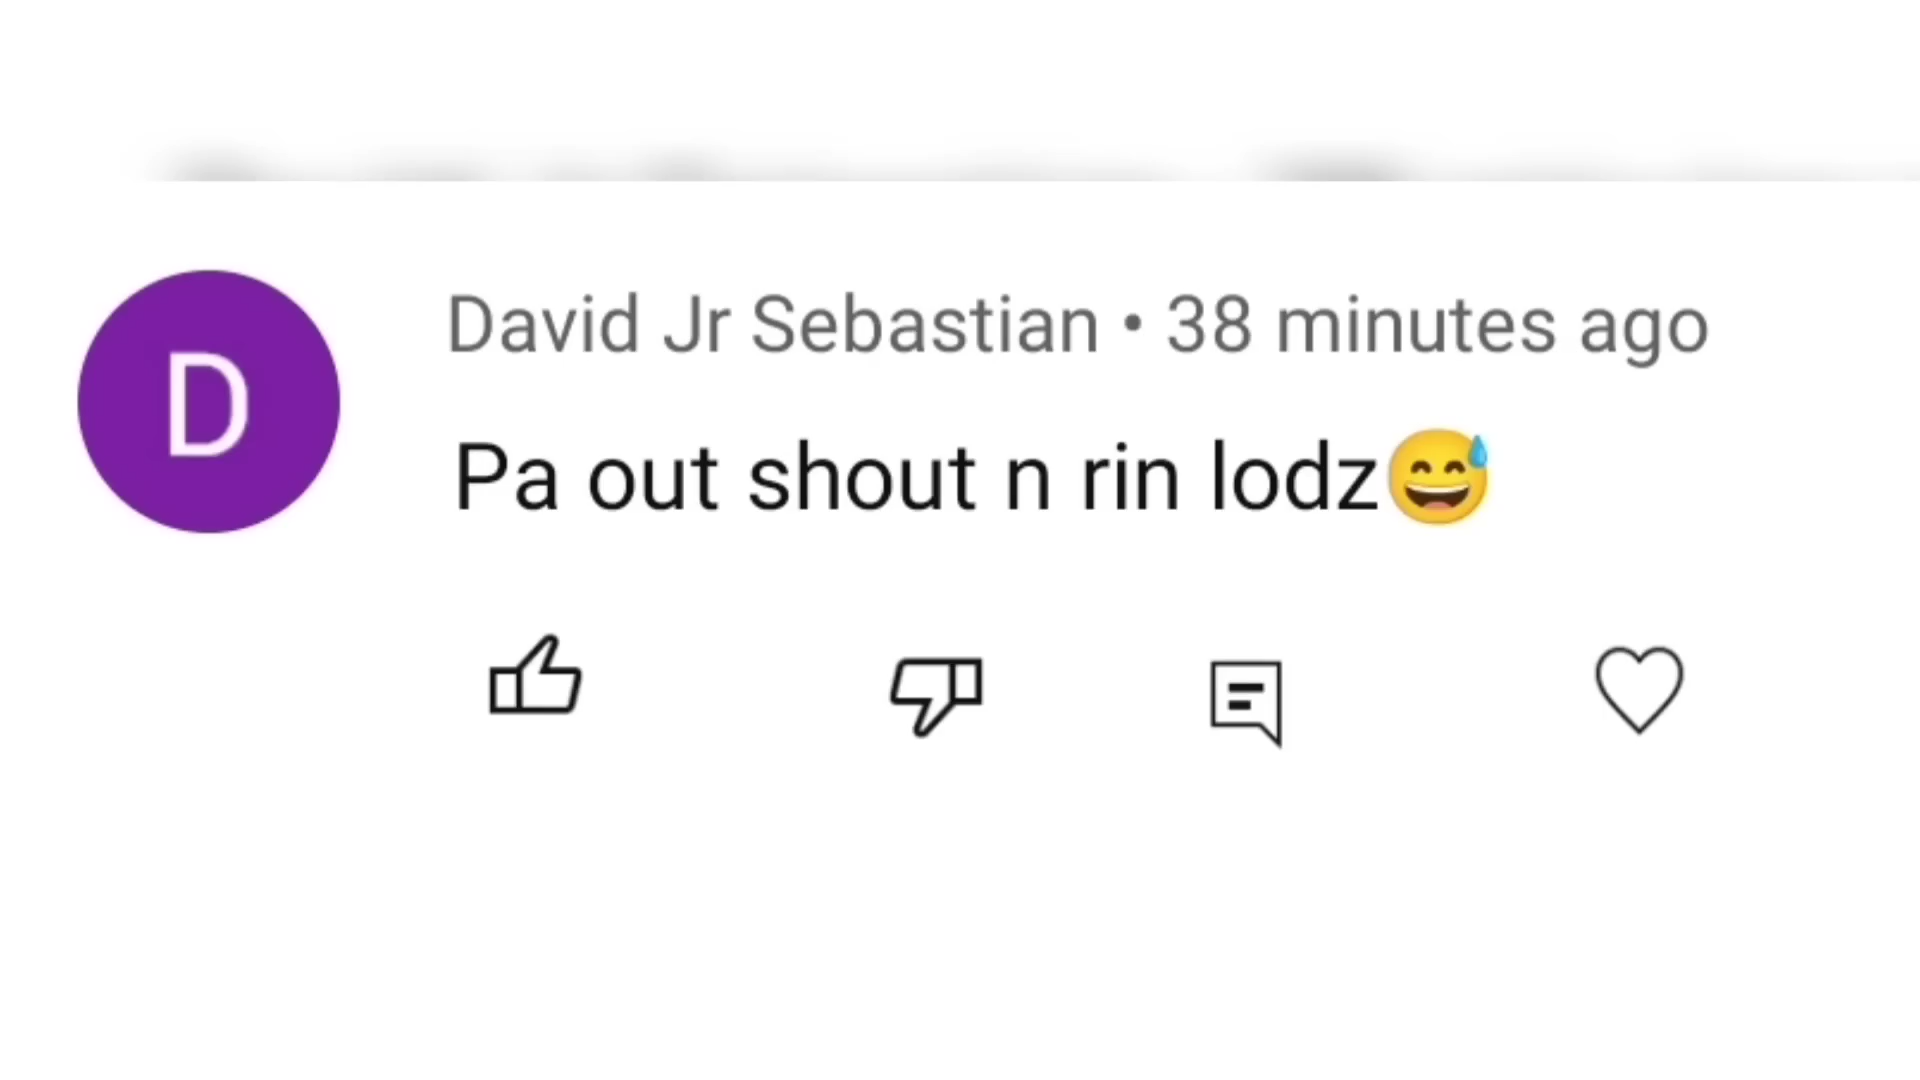 D
David Jr Sebastian • 38 minutes ago
Pa out shout n rin lodz😅